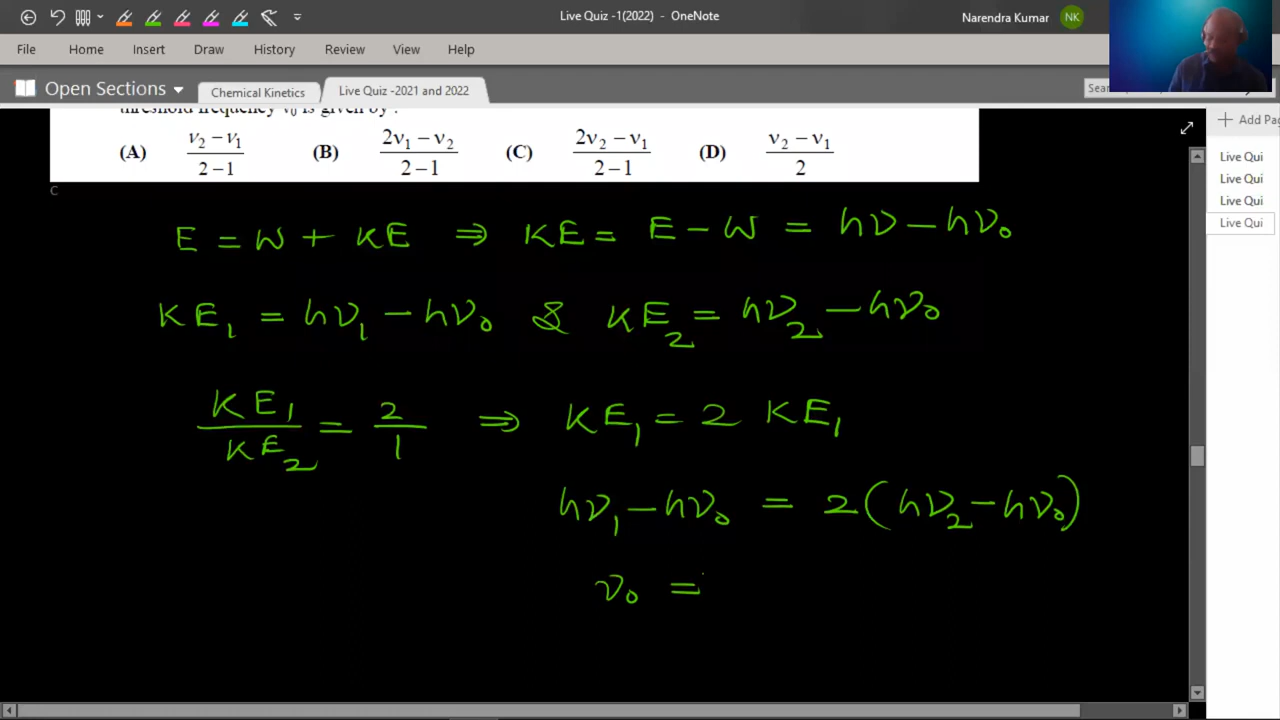 Live Quiz -1(2022) - OneNote
Narendra Kumar NK
File Home Insert Draw History Review View Help
Open Sections Chemical Kinetics Live Quiz -2021 and 2022
Add Pa
threshold frequency ν₀ is given by :
(A) (ν₂ − ν₁)/(2 − 1) (B) (2ν₁ − ν₂)/(2 − 1) (C) (2ν₂ − ν₁)/(2 − 1) (D) (ν₂ − ν₁)/2
Live Qui
Live Qui
Live Qui
Live Qui
C
E = W + KE ⇒ KE = E − W = hν − hν₀
KE₁ = hν₁ − hν₀ & KE₂ = hν₂ − hν₀
KE₁/KE₂ = 2/1 ⇒ KE₁ = 2 KE₁
hν₁ − hν₀ = 2(hν₂ − hν₀)
ν₀ =